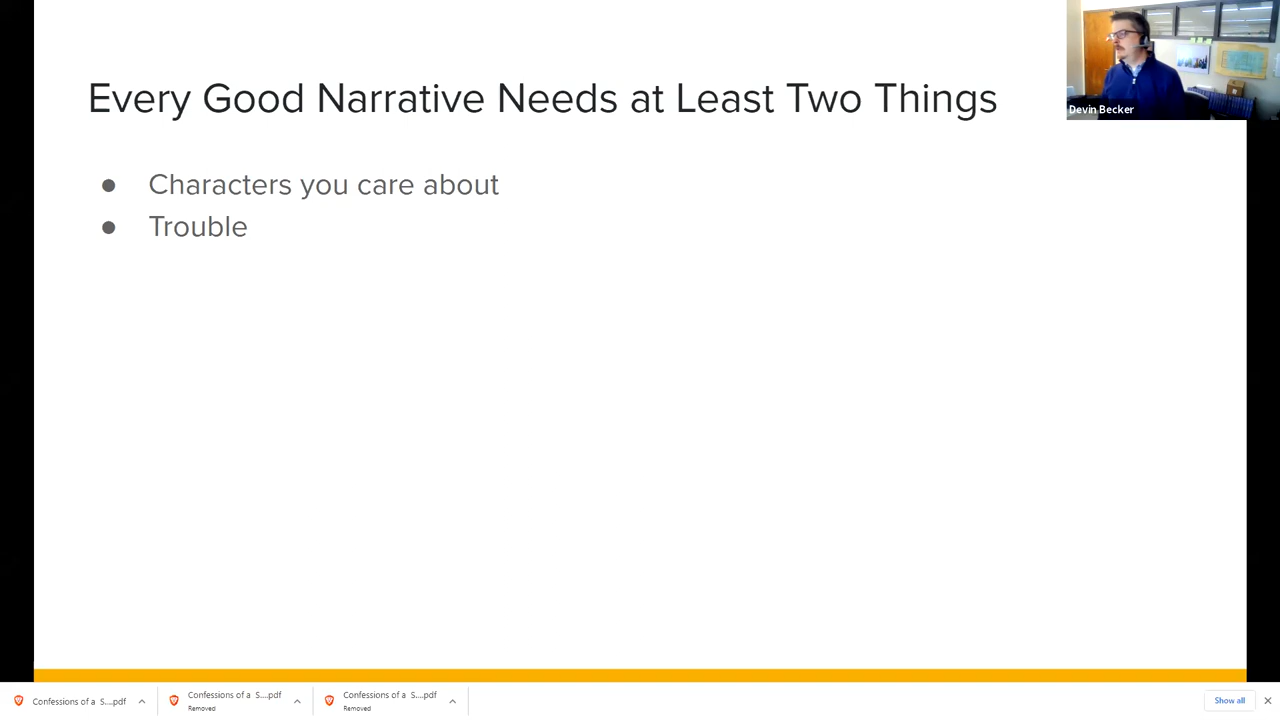 Every Good Narrative Needs at Least Two Things
Devin Becker
● Characters you care about
● Trouble
Confessions of a S....pdf
Confessions of a S....pdf
Removed
Confessions of a S....pdf
Removed
Show all